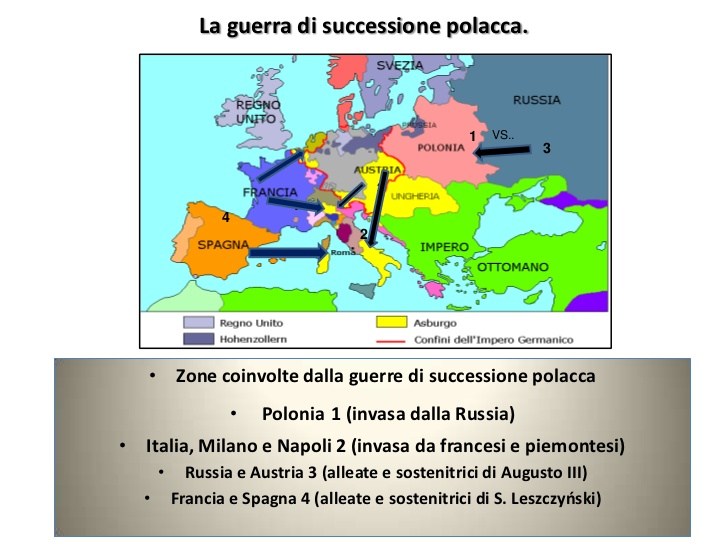 La guerra di successione polacca.
SVEZIA
REGNO
UNITO
RUSSIA
PRUSSIA
1 VS..
POLONIA
3
AUSTRIA
FRANCIA
UNGHERIA
4
2
SPAGNA
Roma
IMPERO
OTTOMANO
Regno Unito
Asburgo
Hohenzollern
Confini dell'Impero Germanico
• Zone coinvolte dalla guerre di successione polacca
• Polonia 1 (invasa dalla Russia)
• Italia, Milano e Napoli 2 (invasa da francesi e piemontesi)
• Russia e Austria 3 (alleate e sostenitrici di Augusto III)
• Francia e Spagna 4 (alleate e sostenitrici di S. Leszczyński)